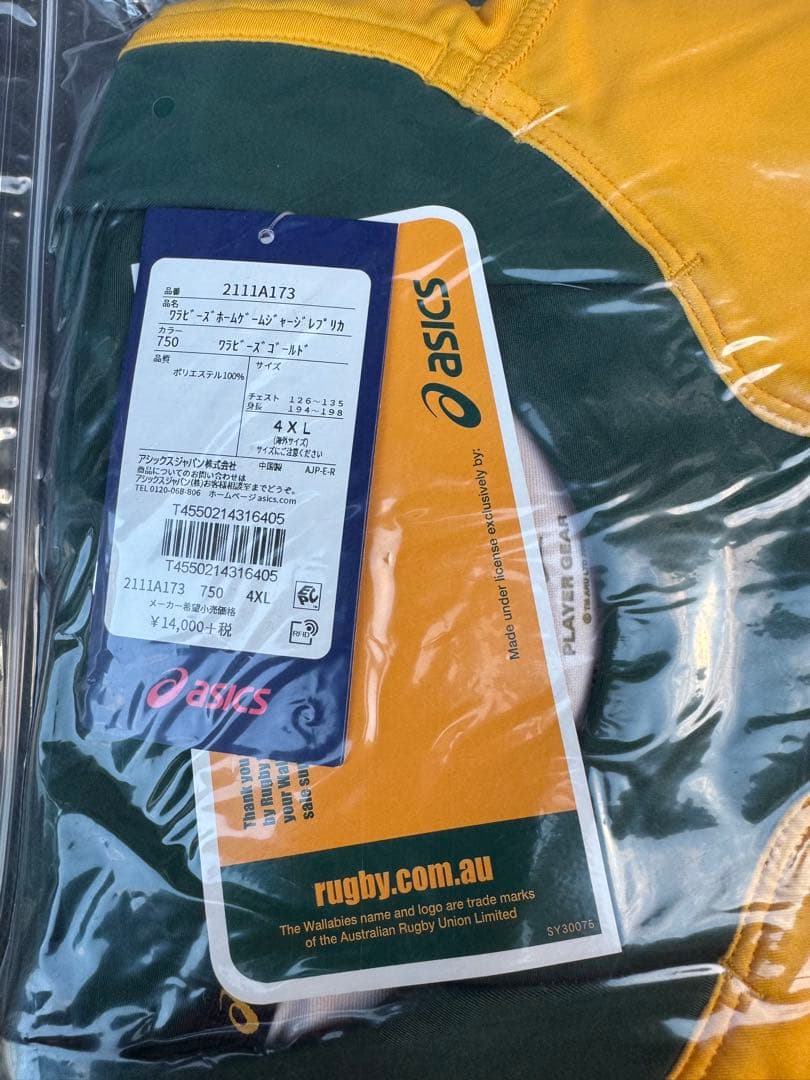 品番 2111A173
品名
ワラビーズホームゲームジャージレプリカ
カラー
750 ワラビーズゴールド
品質
ポリエステル100%
サイズ
チェスト 126~135
身長 194~198
4XL
(海外サイズ)
サイズにご注意ください
アシックスジャパン株式会社 中国製 AJP-E-R
商品についてのお問い合わせは
アシックスジャパン(株)お客様相談室までどうぞ。
TEL 0120-068-806 ホームページ asics.com
T4550214316405
T4550214316405
2111A173 750 4XL
メーカー希望小売価格
¥14,000+税
RFID
asics
asics
Made under license exclusively by:
PLAYER GEAR
Thank you
by Rugby
your Wal
sale sup
rugby.com.au
The Wallabies name and logo are trade marks
of the Australian Rugby Union Limited
SY30075